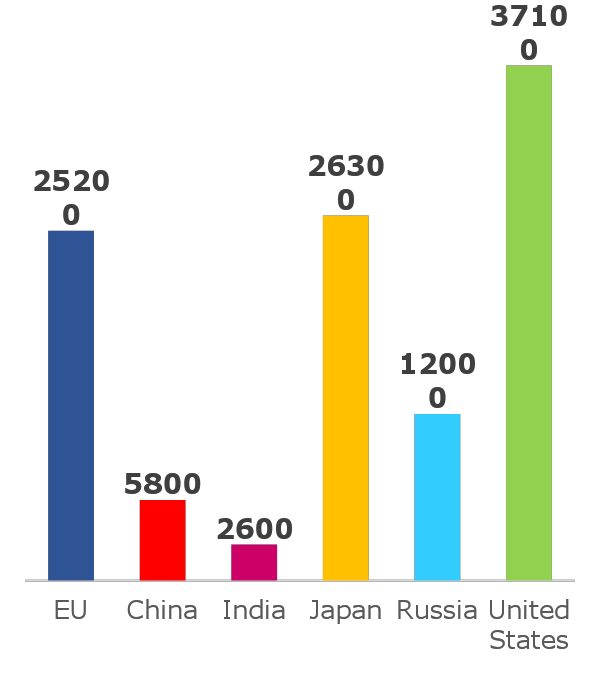 3710
0
2630
0
2520
0
1200
0
5800
2600
EU
China
India
Japan
Russia
United
States